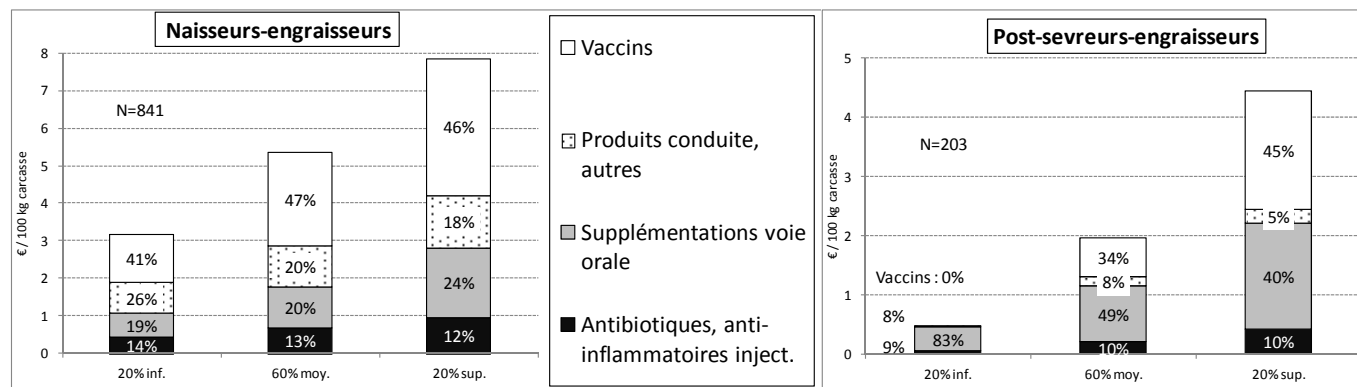 Naisseurs-engraisseurs
8
7
6
5
4
3
2
1
0
€ / 100 kg carcasse
N=841
41%
26%
19%
14%
47%
20%
20%
13%
46%
18%
24%
12%
20% inf.
60% moy.
20% sup.
Vaccins
Produits conduite,
autres
Supplémentations voie
orale
Antibiotiques, anti-
inflammatoires inject.
Post-sevreurs-engraisseurs
5
4
3
2
1
0
€ / 100 kg carcasse
N=203
Vaccins : 0%
8%
83%
9%
34%
8%
49%
10%
45%
5%
40%
10%
20% inf.
60% moy.
20% sup.